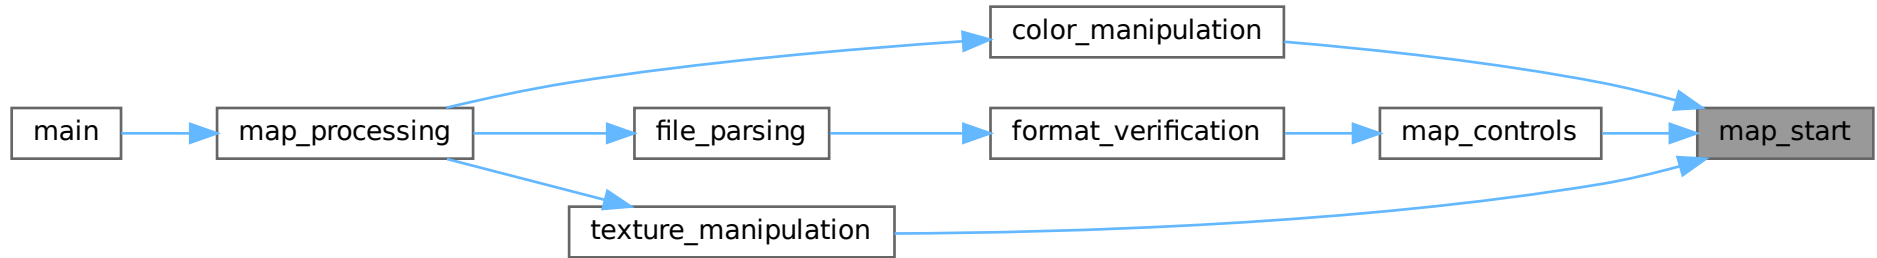 color_manipulation
main
map_processing
file_parsing
format_verification
map_controls
map_start
texture_manipulation